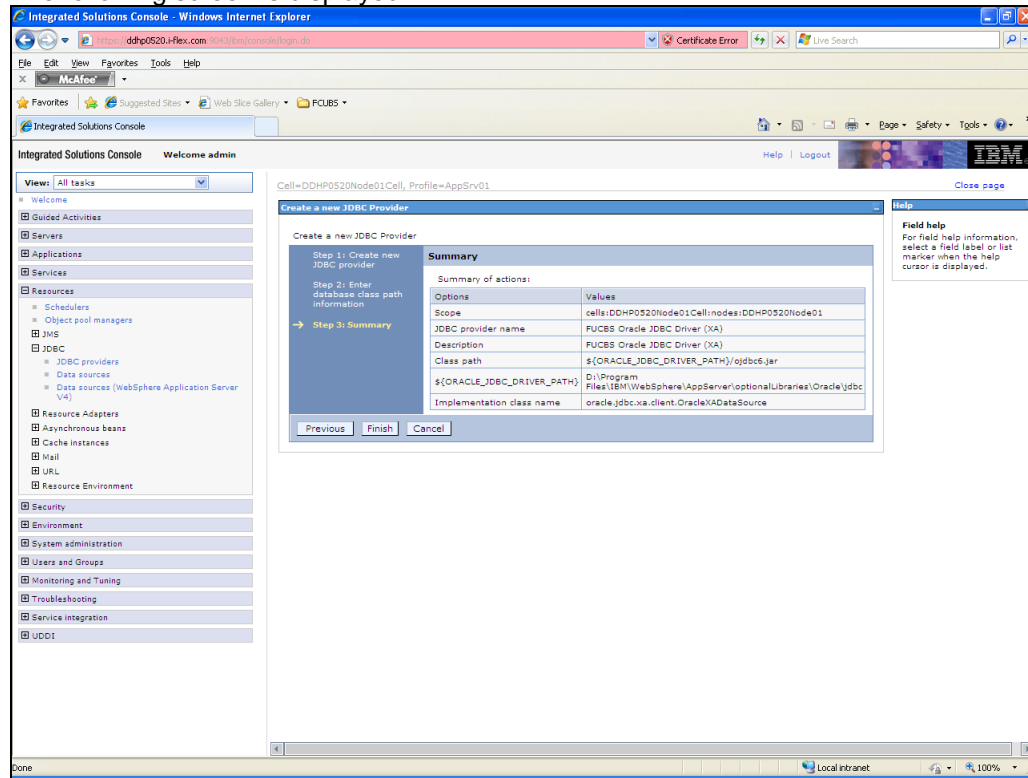 Integrated Solutions Console - Windows Internet Explorer
https://ddhp0520.i-flex.com:9043/ibm/console/login.do
Certificate Error
Live Search
File Edit View Favorites Tools Help
x McAfee
Favorites Suggested Sites Web Slice Gallery FCUBS
Integrated Solutions Console
Page Safety Tools
Integrated Solutions Console Welcome admin
Help | Logout
IBM.
View: All tasks
Welcome
Guided Activities
Servers
Applications
Services
Resources
Schedulers
Object pool managers
JMS
JDBC
JDBC providers
Data sources
Data sources (WebSphere Application Server
V4)
Resource Adapters
Asynchronous beans
Cache instances
Mail
URL
Resource Environment
Security
Environment
System administration
Users and Groups
Monitoring and Tuning
Troubleshooting
Service integration
UDDI
Cell=DDHP0520Node01Cell, Profile=AppSrv01
Close page
Create a new JDBC Provider
Create a new JDBC Provider
Step 1: Create new
JDBC provider
Step 2: Enter
database class path
information
→ Step 3: Summary
Summary
Summary of actions:
Options Values
Scope cells:DDHP0520Node01Cell:nodes:DDHP0520Node01
JDBC provider name FUCBS Oracle JDBC Driver (XA)
Description FUCBS Oracle JDBC Driver (XA)
Class path ${ORACLE_JDBC_DRIVER_PATH}/ojdbc6.jar
${ORACLE_JDBC_DRIVER_PATH} D:\Program
Files\IBM\WebSphere\AppServer\optionalLibraries\Oracle\jdbc
Implementation class name oracle.jdbc.xa.client.OracleXADataSource
Previous Finish Cancel
Help
Field help
For field help information,
select a field label or list
marker when the help
cursor is displayed.
Done
Local intranet
100%